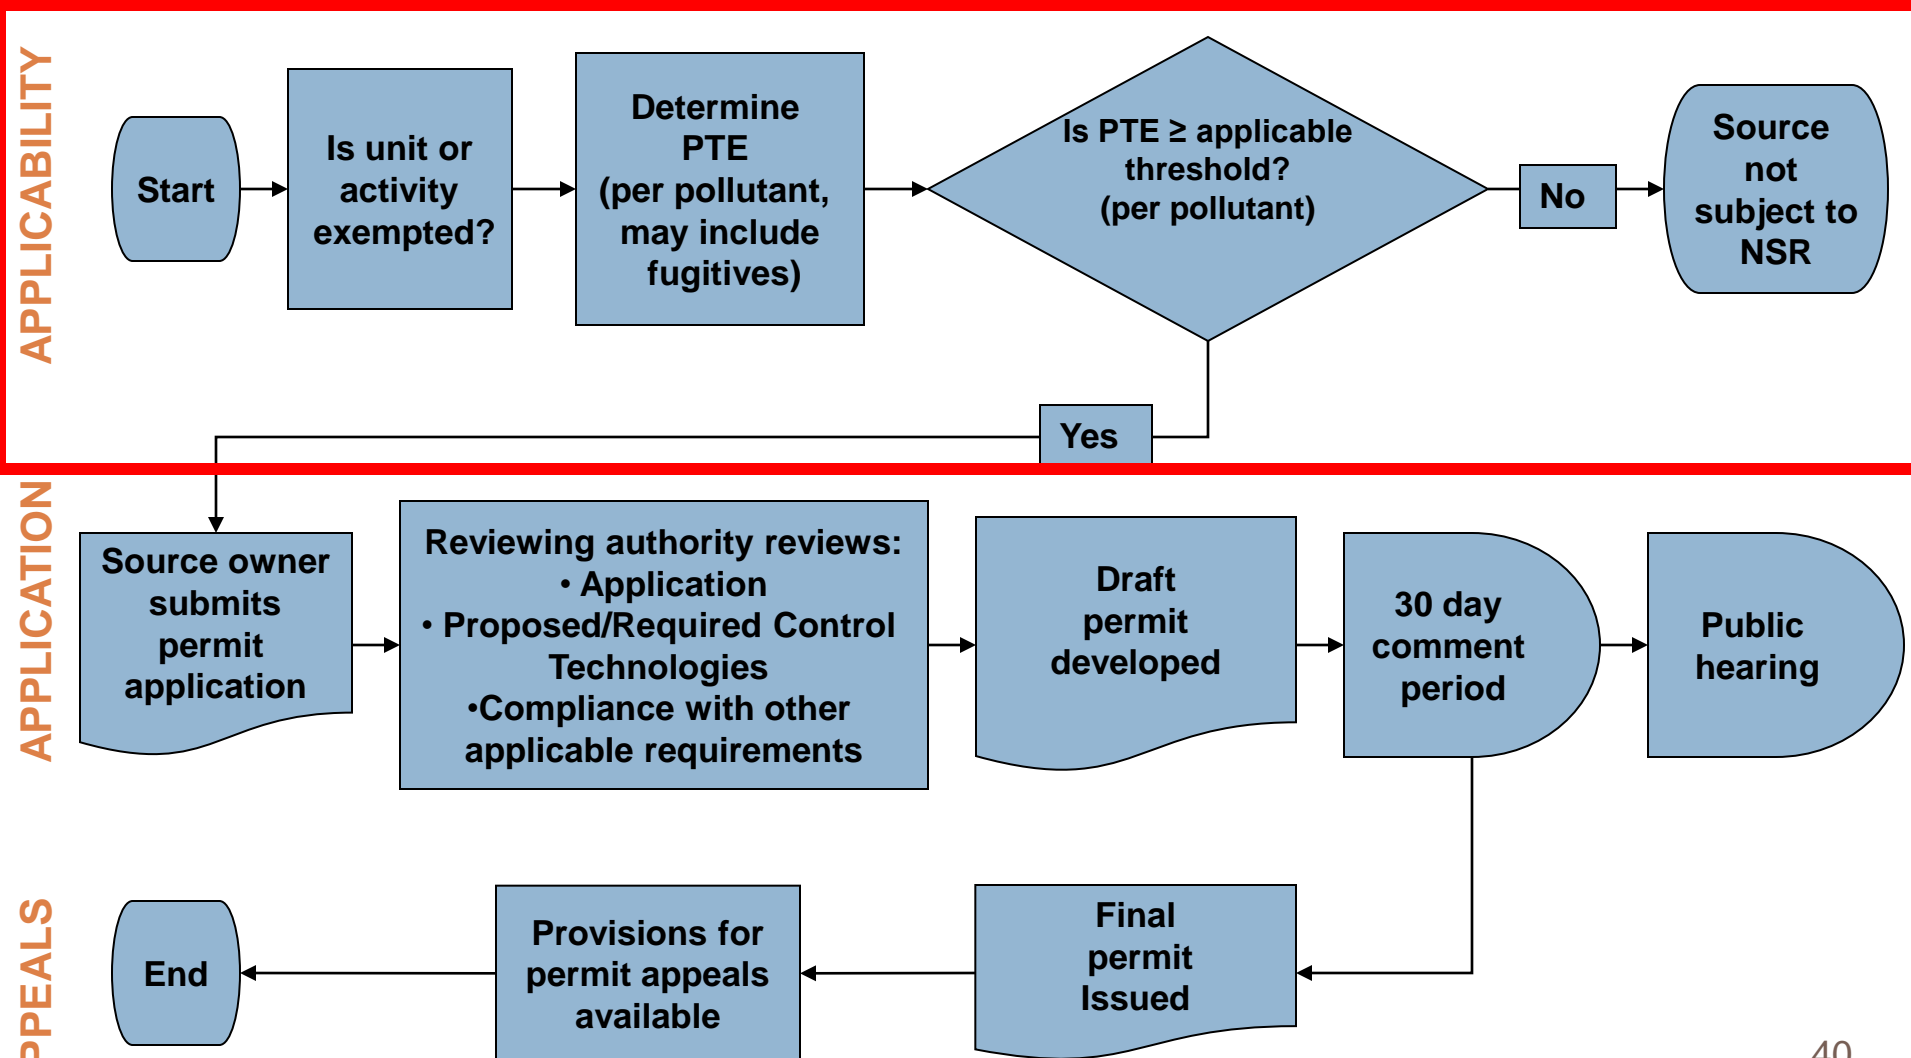 APPLICABILITY
Start
Is unit or
activity
exempted?
Determine
PTE
(per pollutant,
may include
fugitives)
Is PTE ≥ applicable
threshold?
(per pollutant)
No
Source
not
subject to
NSR
Yes
APPLICATION
Source owner
submits
permit
application
Reviewing authority reviews:
• Application
• Proposed/Required Control
Technologies
•Compliance with other
applicable requirements
Draft
permit
developed
30 day
comment
period
Public
hearing
PPEALS
End
Provisions for
permit appeals
available
Final
permit
Issued
40